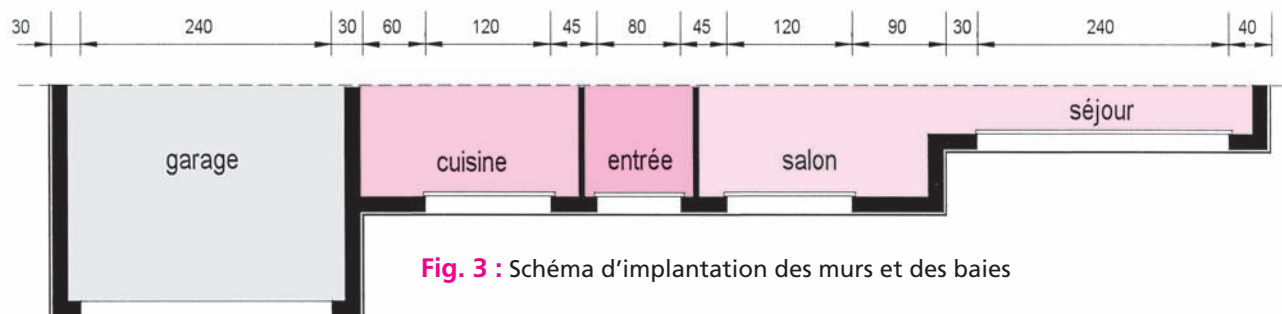 30 240 30 60 120 45 80 45 120 90 30 240 40
séjour
garage cuisine entrée salon
Fig. 3 : Schéma d'implantation des murs et des baies